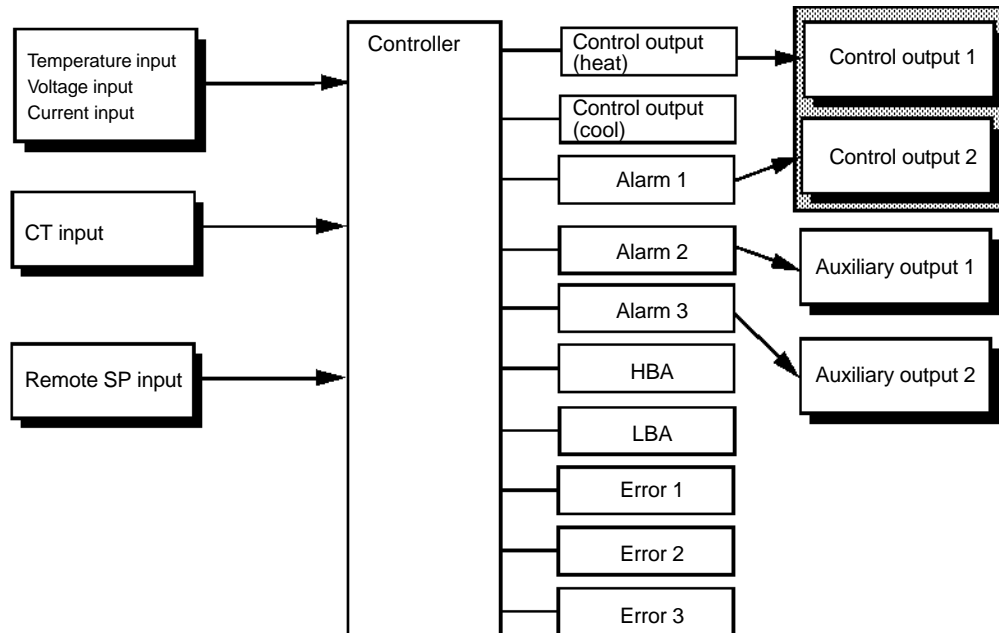 Temperature input
Voltage input
Current input
CT input
Remote SP input
Controller
Control output
(heat)
Control output
(cool)
Alarm 1
Alarm 2
Alarm 3
HBA
LBA
Error 1
Error 2
Error 3
Control output 1
Control output 2
Auxiliary output 1
Auxiliary output 2